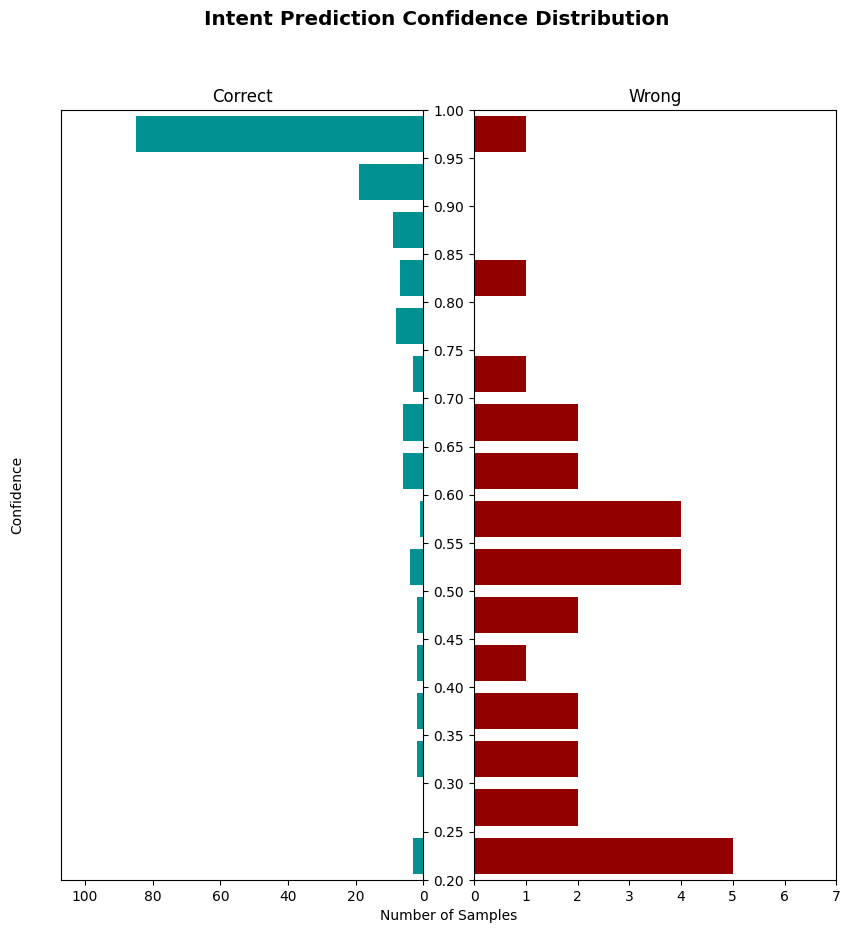 Intent Prediction Confidence Distribution
Correct
Wrong
1.00
0.95
0.90
0.85
0.80
0.75
0.70
0.65
0.60
0.55
0.50
0.45
0.40
0.35
0.30
0.25
0.20
Confidence
100 80 60 40 20 0
0 1 2 3 4 5 6 7
Number of Samples